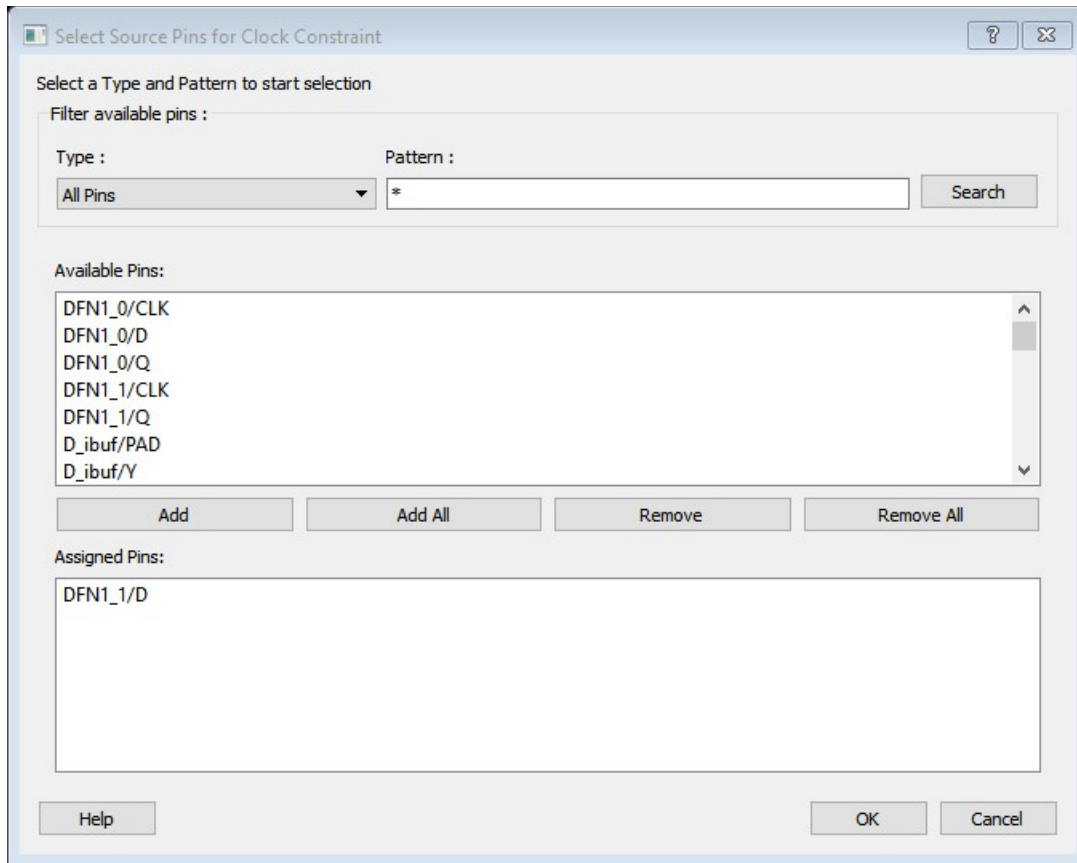 Select Source Pins for Clock Constraint
Select a Type and Pattern to start selection
Filter available pins :
Type : Pattern :
All Pins * Search
Available Pins:
DFN1_0/CLK
DFN1_0/D
DFN1_0/Q
DFN1_1/CLK
DFN1_1/Q
D_ibuf/PAD
D_ibuf/Y
Add Add All Remove Remove All
Assigned Pins:
DFN1_1/D
Help OK Cancel